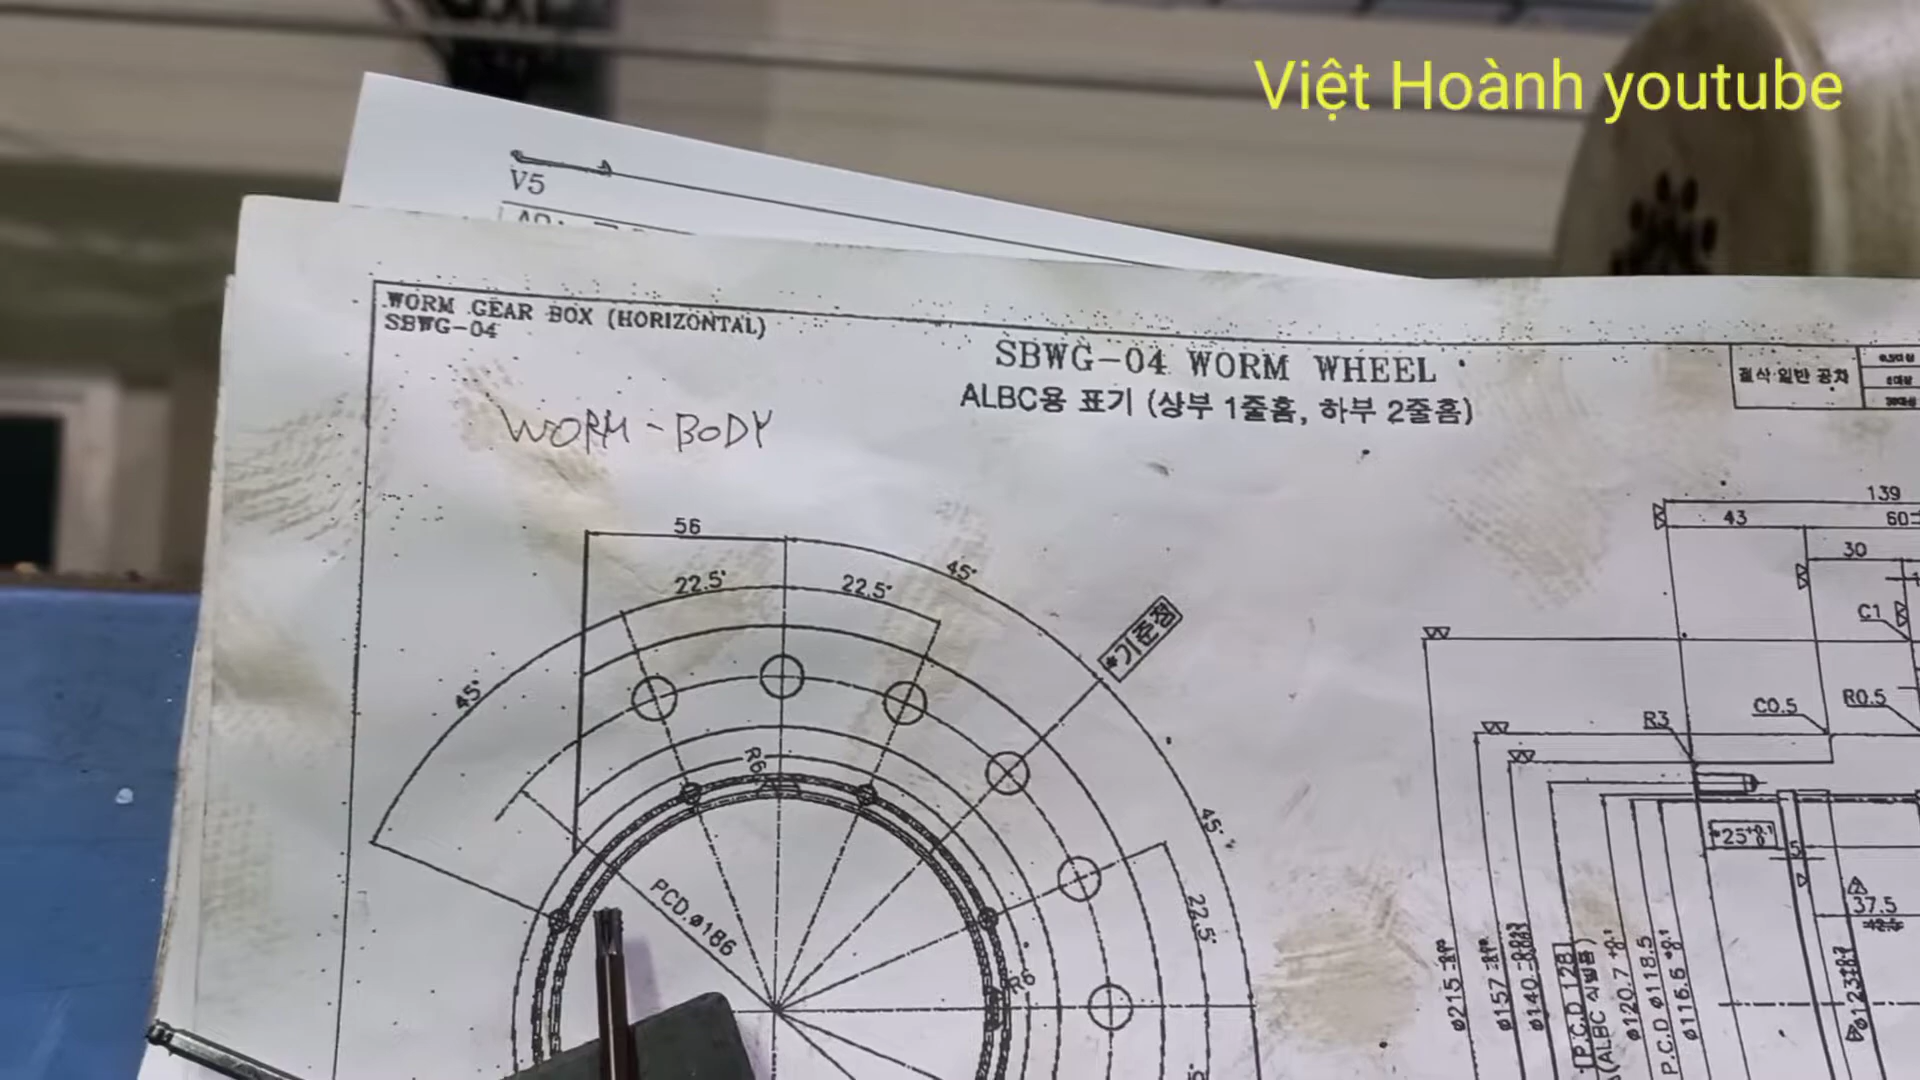 Việt Hoành youtube
V5
WORM GEAR BOX (HORIZONTAL)
SBWG-04
SBWG-04 WORM WHEEL
ALBC용 표기 (상부 1줄홈, 하부 2줄홈)
절삭 일반 공차
WORM-BODY
139
43
60
30
56
22.5°
22.5°
45°
45°
*기준점
C1
C0.5
R0.5
R3
R6
45°
22.5°
PCD.ø186
R6
*25
5
37.5
ø215
ø157
ø140
P.C.D 128
(ALBC 식별홈)
ø120.7
P.C.D ø118.5
ø116.5
ø123